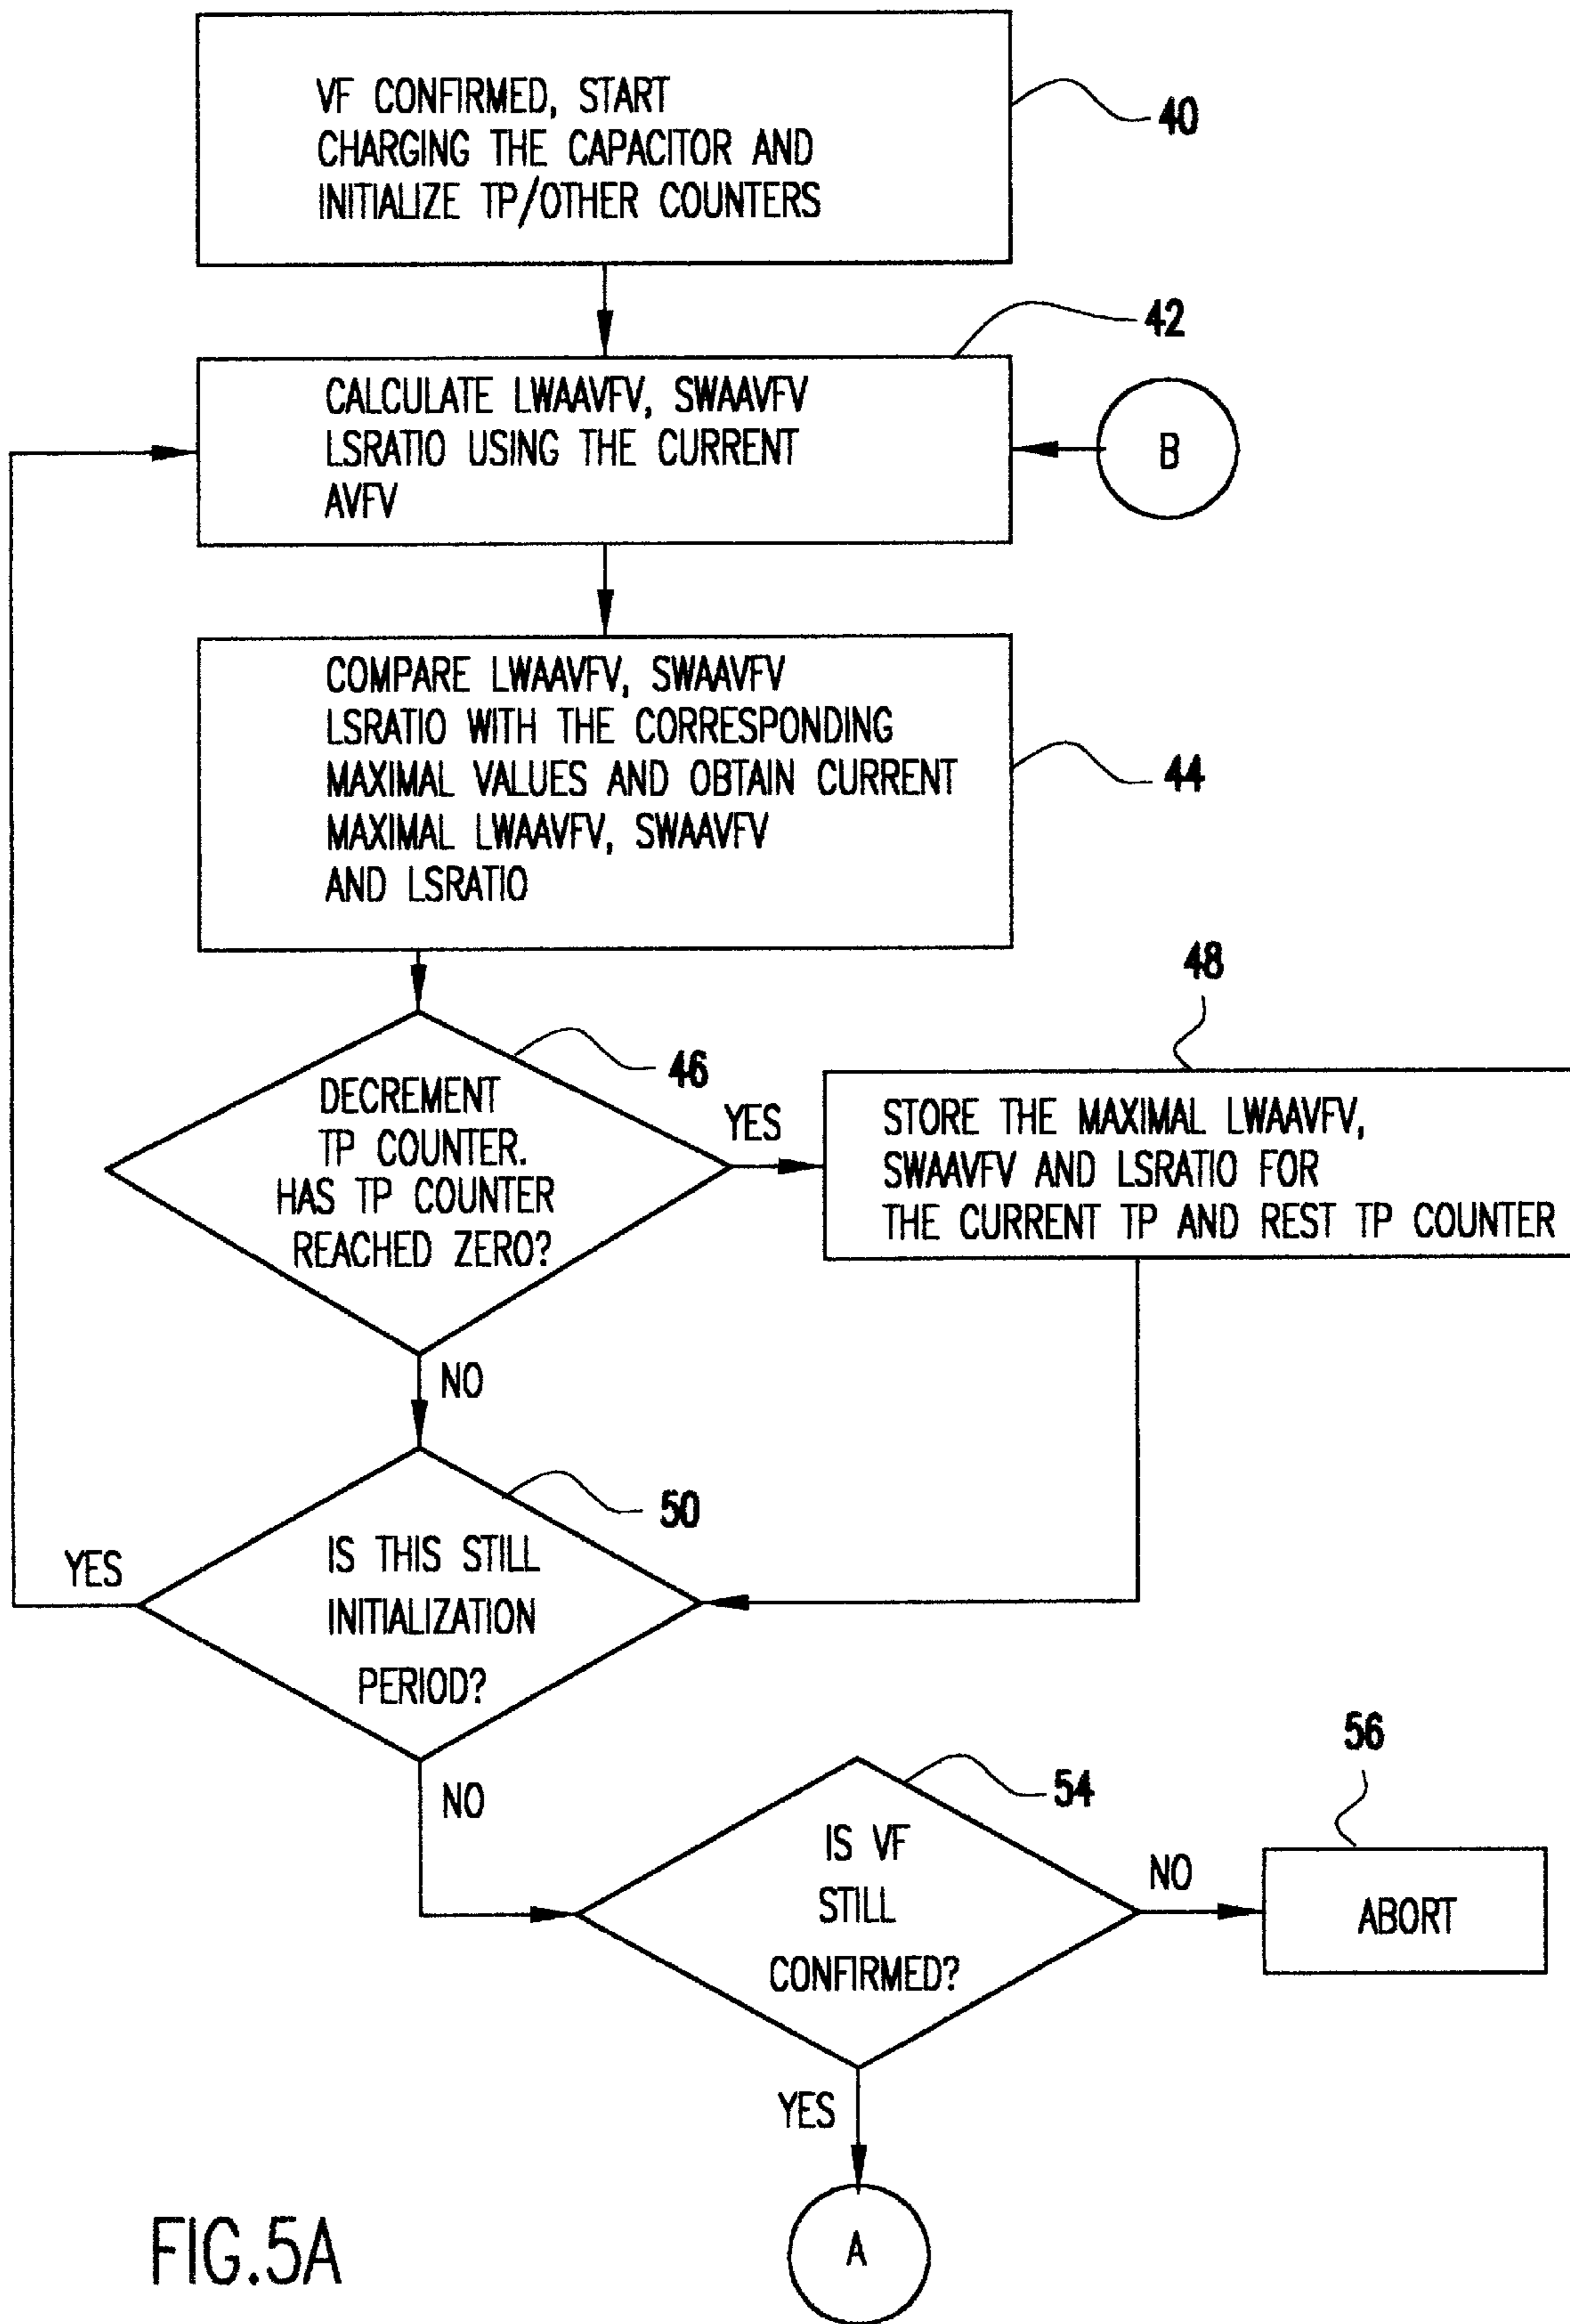 VF CONFIRMED, START
CHARGING THE CAPACITOR AND
INITIALIZE TP/OTHER COUNTERS
40
42
CALCULATE LWAAVFV, SWAAVFV
LSRATIO USING THE CURRENT
AVFV
B
COMPARE LWAAVFV, SWAAVFV
LSRATIO WITH THE CORRESPONDING
MAXIMAL VALUES AND OBTAIN CURRENT
MAXIMAL LWAAVFV, SWAAVFV
AND LSRATIO
44
46
DECREMENT
TP COUNTER.
HAS TP COUNTER
REACHED ZERO?
YES
48
STORE THE MAXIMAL LWAAVFV,
SWAAVFV AND LSRATIO FOR
THE CURRENT TP AND REST TP COUNTER
NO
50
IS THIS STILL
INITIALIZATION
PERIOD?
YES
NO
54
IS VF
STILL
CONFIRMED?
NO
56
ABORT
YES
A
FIG.5A